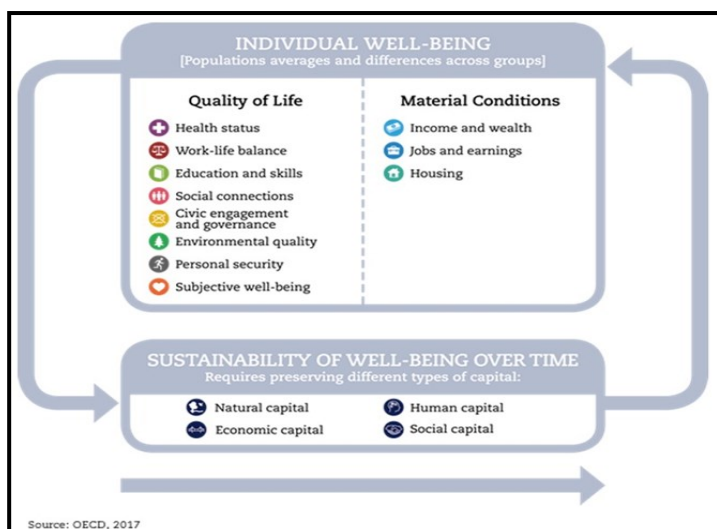 INDIVIDUAL WELL-BEING
[Populations averages and differences across groups]
Quality of Life
Health status
Work-life balance
Education and skills
Social connections
Civic engagement
and governance
Environmental quality
Personal security
Subjective well-being
Material Conditions
Income and wealth
Jobs and earnings
Housing
SUSTAINABILITY OF WELL-BEING OVER TIME
Requires preserving different types of capital:
Natural capital
Economic capital
Human capital
Social capital
Source: OECD, 2017